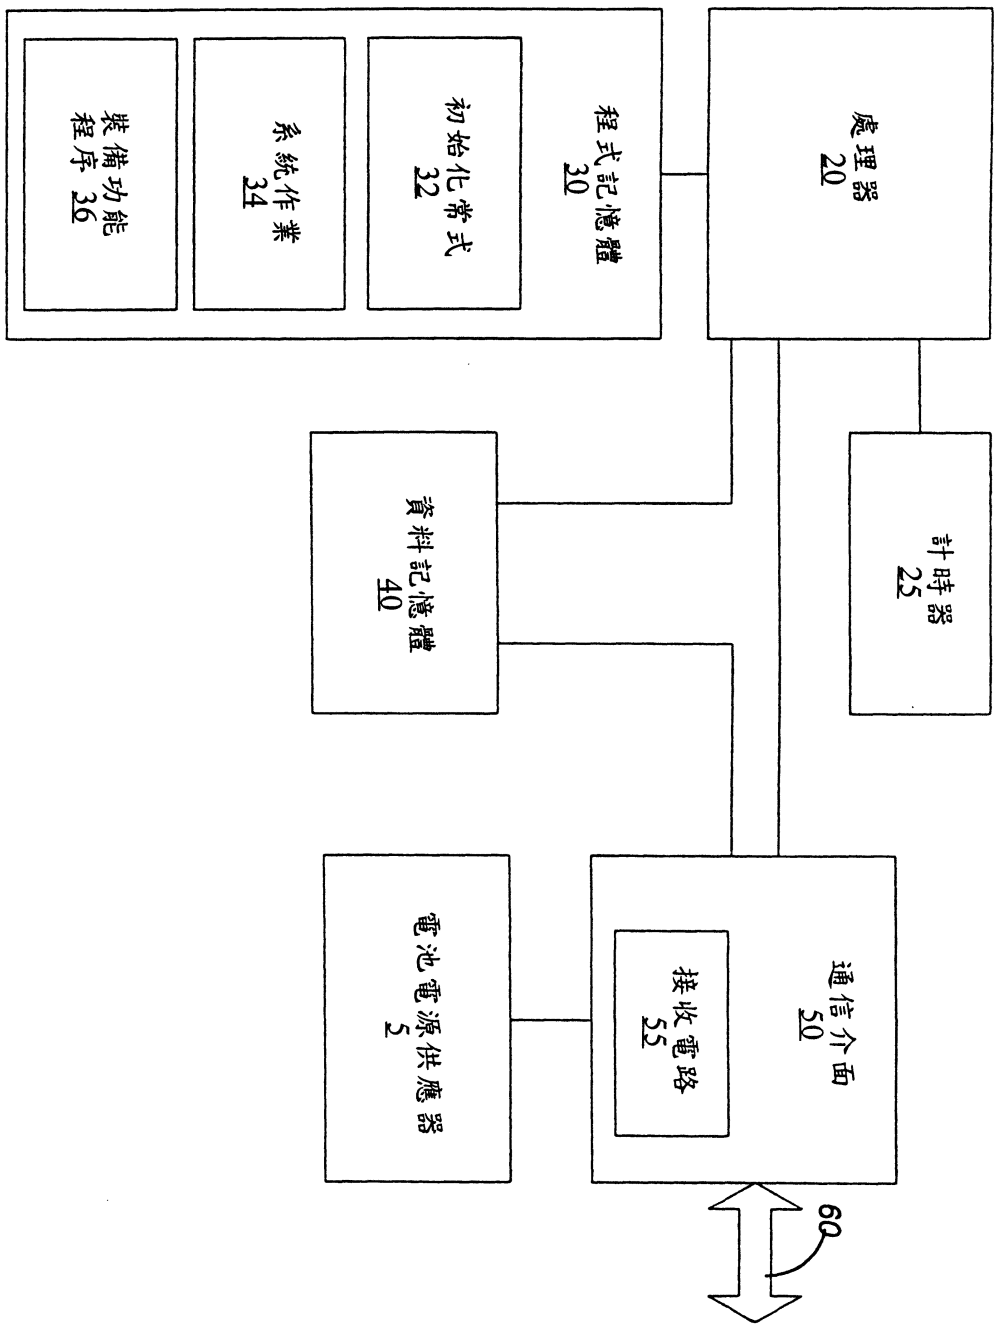 處理器
20
計時器
25
程式記憶體
30
初始化常式
32
系統作業
34
裝備功能
程序 36
資料記憶體
40
通信介面
50
接收電路
55
電池電源供應器
5
60